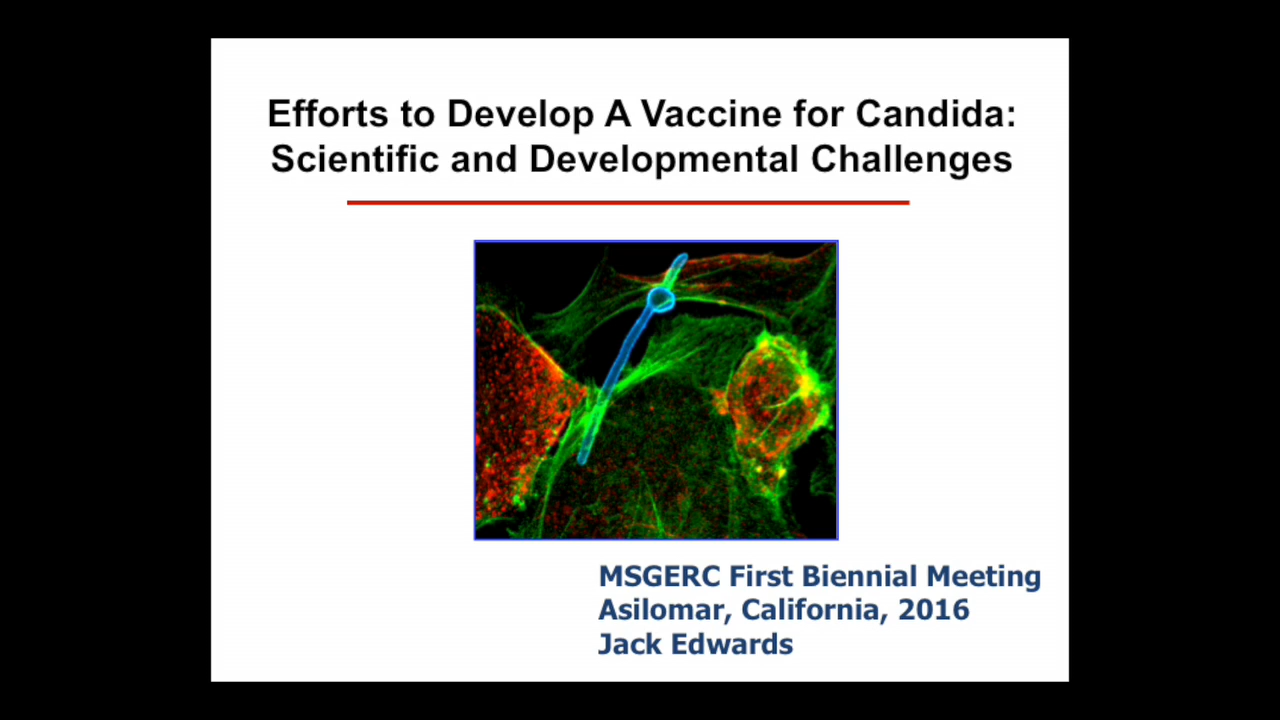 Efforts to Develop A Vaccine for Candida:
Scientific and Developmental Challenges
MSGERC First Biennial Meeting
Asilomar, California, 2016
Jack Edwards